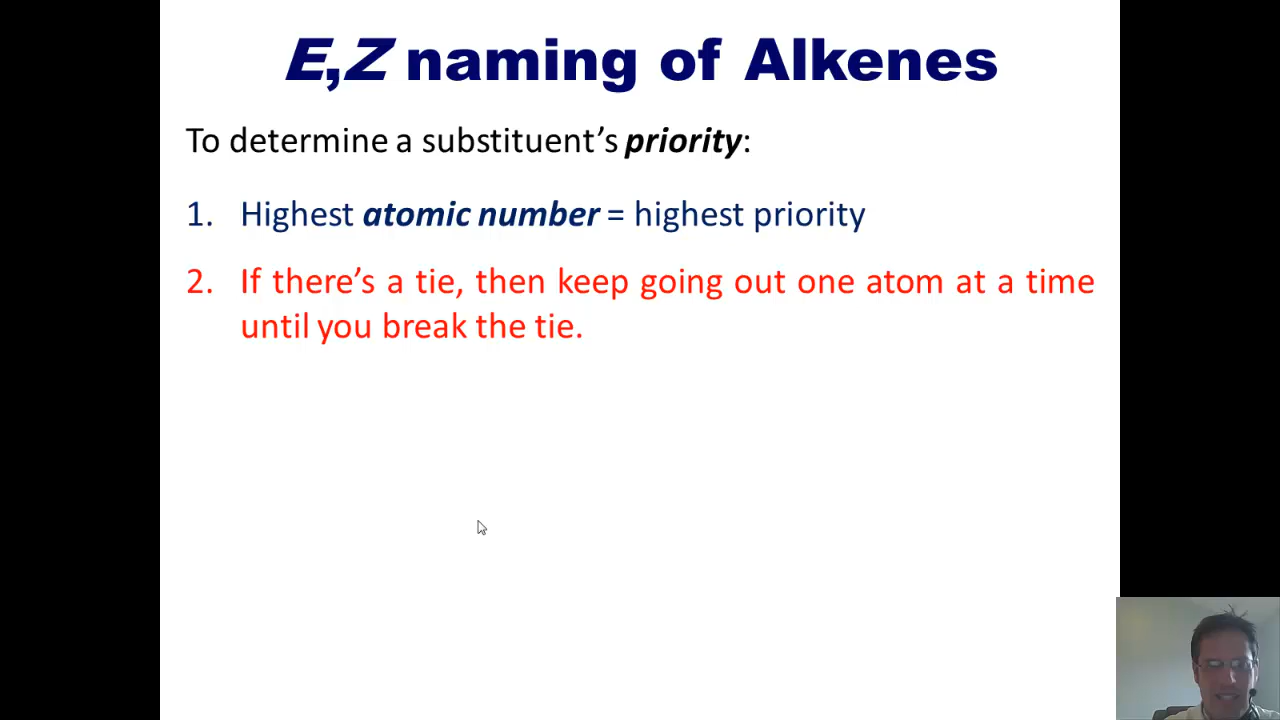 E,Z naming of Alkenes
To determine a substituent’s priority:
1. Highest atomic number = highest priority
2. If there’s a tie, then keep going out one atom at a time
until you break the tie.